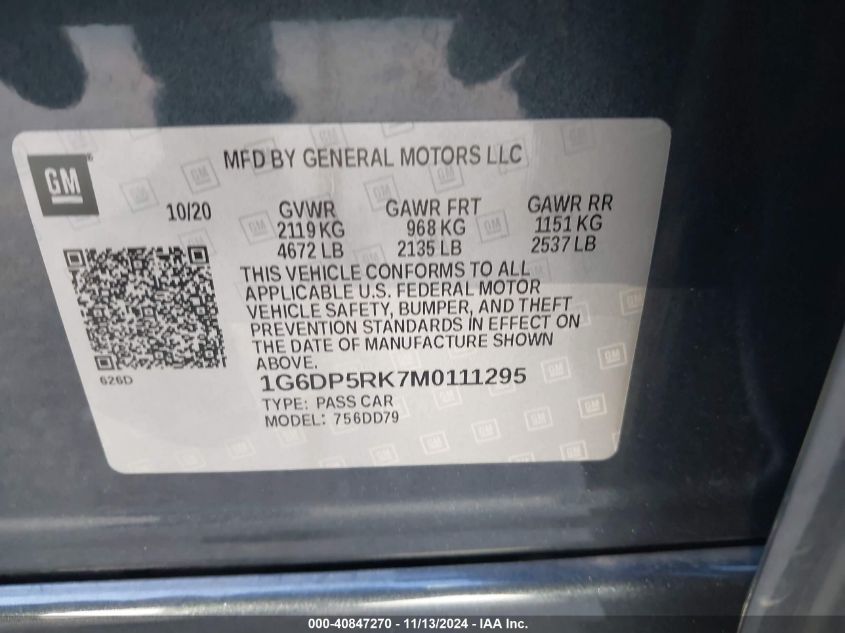 GM
MFD BY GENERAL MOTORS LLC
10/20 GVWR GAWR FRT GAWR RR
2119 KG 968 KG 1151 KG
4672 LB 2135 LB 2537 LB
THIS VEHICLE CONFORMS TO ALL
APPLICABLE U.S. FEDERAL MOTOR
VEHICLE SAFETY, BUMPER, AND THEFT
PREVENTION STANDARDS IN EFFECT ON
THE DATE OF MANUFACTURE SHOWN
ABOVE.
626D
1G6DP5RK7M0111295
TYPE: PASS CAR
MODEL: 756DD79
000-40847270 - 11/13/2024 - IAA Inc.